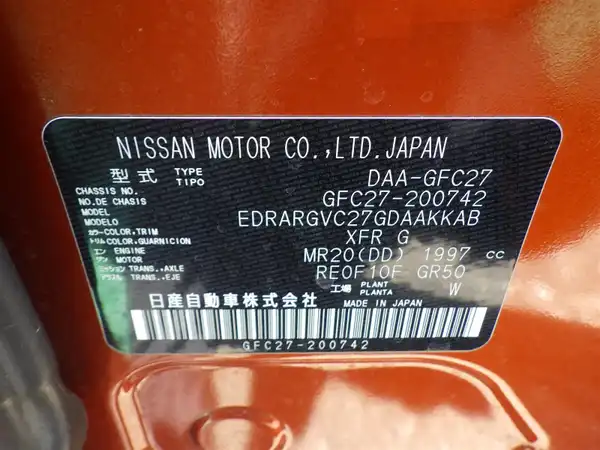 NISSAN MOTOR CO.,LTD.JAPAN
型式 TYPE TIPO DAA-GFC27
CHASSIS NO. NO.DE CHASIS GFC27-200742
MODEL MODELO EDRARGVC27GDAAKKAB
カラー COLOR,TRIM トリム COLOR,GUARNICION XFR G
エンジン ENGINE MOTOR MR20(DD) 1997 cc
ミッション TRANS.,AXLE アクスル TRANS.,EJE RE0F10F GR50
工場 PLANT PLANTA W
日産自動車株式会社 MADE IN JAPAN
GFC27-200742